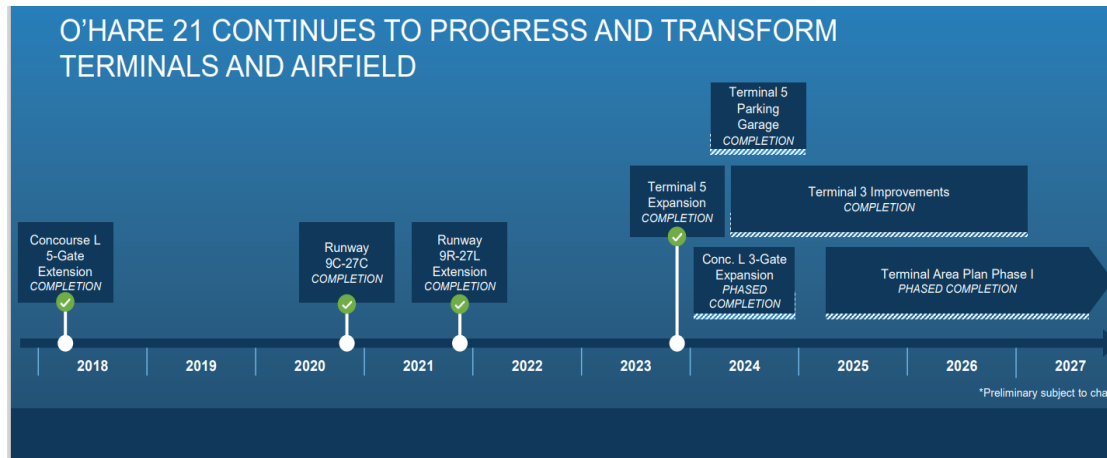 O'HARE 21 CONTINUES TO PROGRESS AND TRANSFORM
TERMINALS AND AIRFIELD
Terminal 5
Parking
Garage
COMPLETION
Terminal 5
Expansion
COMPLETION
Terminal 3 Improvements
COMPLETION
Concourse L
5-Gate
Extension
COMPLETION
Runway
9C-27C
COMPLETION
Runway
9R-27L
Extension
COMPLETION
Conc. L 3-Gate
Expansion
PHASED
COMPLETION
Terminal Area Plan Phase I
PHASED COMPLETION
2018
2019
2020
2021
2022
2023
2024
2025
2026
2027
*Preliminary subject to cha